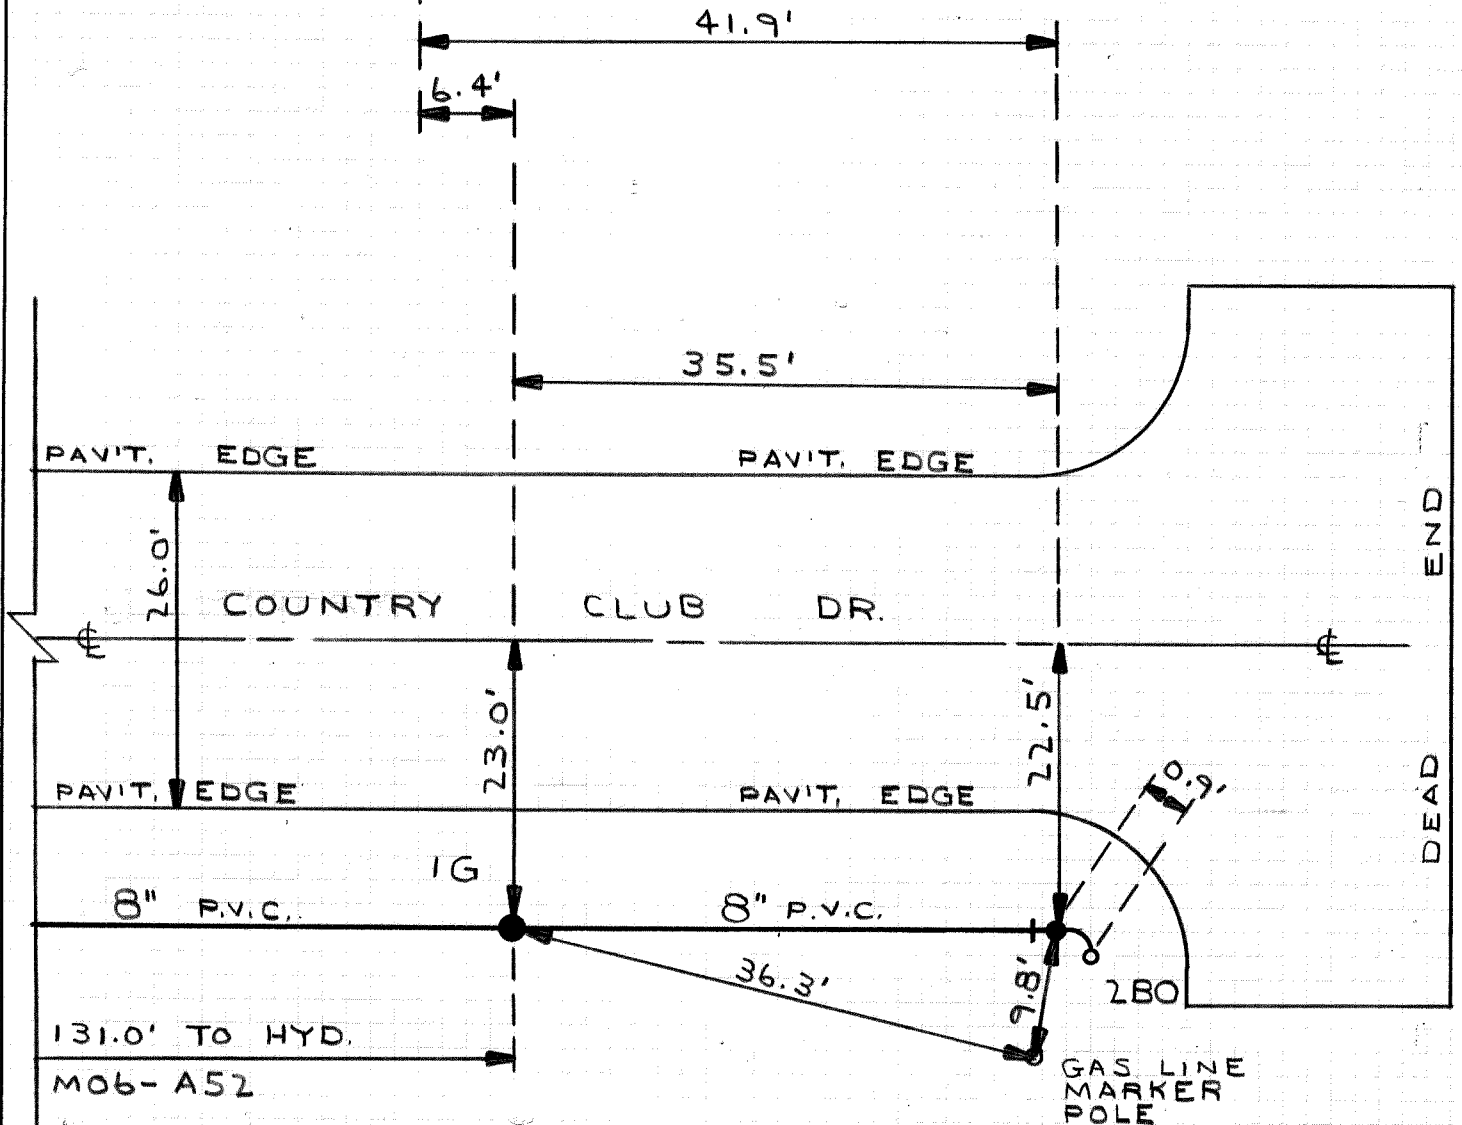 41.9'
6.4'
35.5'
PAV'T. EDGE
PAV'T. EDGE
26.0'
COUNTRY CLUB DR.
℄
℄
END
DEAD
23.0'
22.5'
0.9'
PAV'T. EDGE
PAV'T. EDGE
1G
8" P.V.C.
8" P.V.C.
36.3'
9.8'
2BO
131.0' TO HYD.
M06-A52
GAS LINE
MARKER
POLE